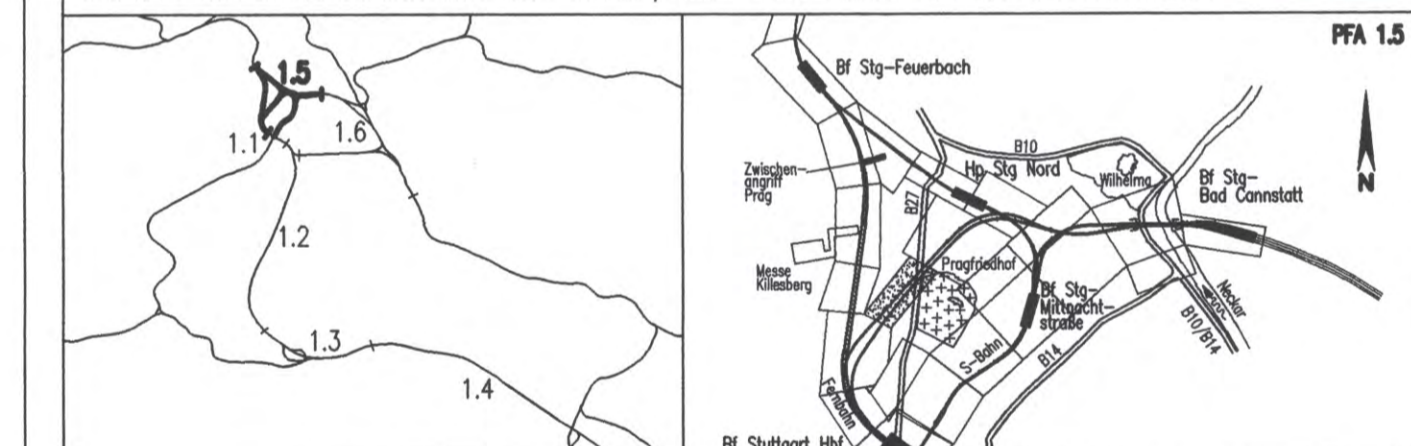 1.5
1.1
1.6
1.2
1.3
1.4
PFA 1.5
Bf Stg-Feuerbach
N
B10
Hp Stg Nord
Wilhelma
Bf Stg-
Bad Cannstatt
Zwischen-
angriff
Prag
B27
Messe
Killesberg
Pragfriedhof
Bf Stg-
Mittnacht-
straße
Neckar
B10/B14
S-Bahn
B14
Fernbahn
Bf Stuttgart Hbf